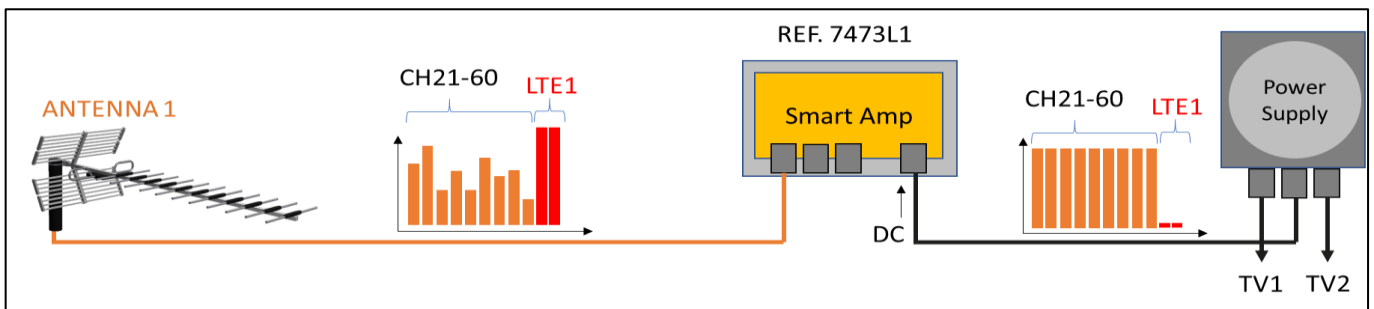 REF. 7473L1
CH21-60
LTE1
ANTENNA 1
Smart Amp
CH21-60
LTE1
Power
Supply
DC
TV1
TV2